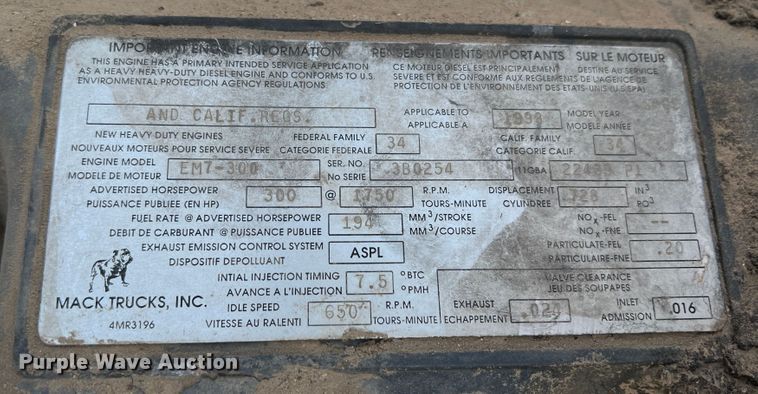 IMPORTANT ENGINE INFORMATION
THIS ENGINE HAS A PRIMARY INTENDED SERVICE APPLICATION
AS A HEAVY HEAVY-DUTY DIESEL ENGINE AND CONFORMS TO U.S.
ENVIRONMENTAL PROTECTION AGENCY REGULATIONS.
RENSEIGNEMENTS IMPORTANTS SUR LE MOTEUR
CE MOTEUR DIESEL EST PRINCIPALEMENT DESTINE AU SERVICE
SEVERE ET EST CONFORME AUX REGLEMENTS DE L'AGENCE DE
PROTECTION DE L'ENVIRONNEMENT DES ETATS-UNIS (U.S EPA).
AND CALIF. REGS. APPLICABLE TO MODEL YEAR
APPLICABLE A MODÈLE ANNÉE
NEW HEAVY DUTY ENGINES FEDERAL FAMILY 34 CALIF. FAMILY 34
NOUVEAUX MOTEURS POUR SERVICE SEVERE CATEGORIE FEDERALE CATEGORIE CALIF.
ENGINE MODEL EM7-300 SER. NO. 3B0254 11GBA
MODELE DE MOTEUR No SERIE
ADVERTISED HORSEPOWER 300 @ 1750 R.P.M. DISPLACEMENT 728 IN3
PUISSANCE PUBLIEE (EN HP) TOURS-MINUTE CYLINDREE PO3
FUEL RATE @ ADVERTISED HORSEPOWER 194 MM3/STROKE NOx-FEL --
DEBIT DE CARBURANT @ PUISSANCE PUBLIEE MM3/COURSE NOx-FNE
EXHAUST EMISSION CONTROL SYSTEM ASPL PARTICULATE-FEL .20
DISPOSITIF DEPOLLUANT PARTICULAIRE-FNE
INTIAL INJECTION TIMING 7.5 °BTC VALVE CLEARANCE
AVANCE A L'INJECTION °PMH JEU DES SOUPAPES
MACK TRUCKS, INC. IDLE SPEED 650 R.P.M. EXHAUST .02 INLET .016
4MR3196 VITESSE AU RALENTI TOURS-MINUTE ECHAPPEMENT ADMISSION
Purple Wave Auction